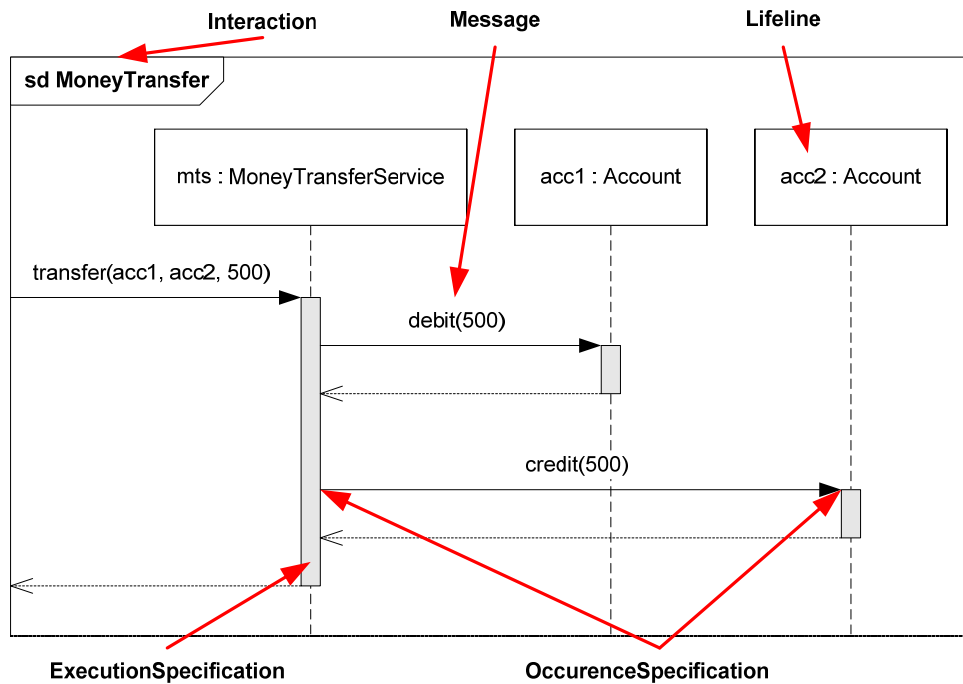 Interaction
Message
Lifeline
sd MoneyTransfer
mts : MoneyTransferService
acc1 : Account
acc2 : Account
transfer(acc1, acc2, 500)
debit(500)
credit(500)
ExecutionSpecification
OccurenceSpecification